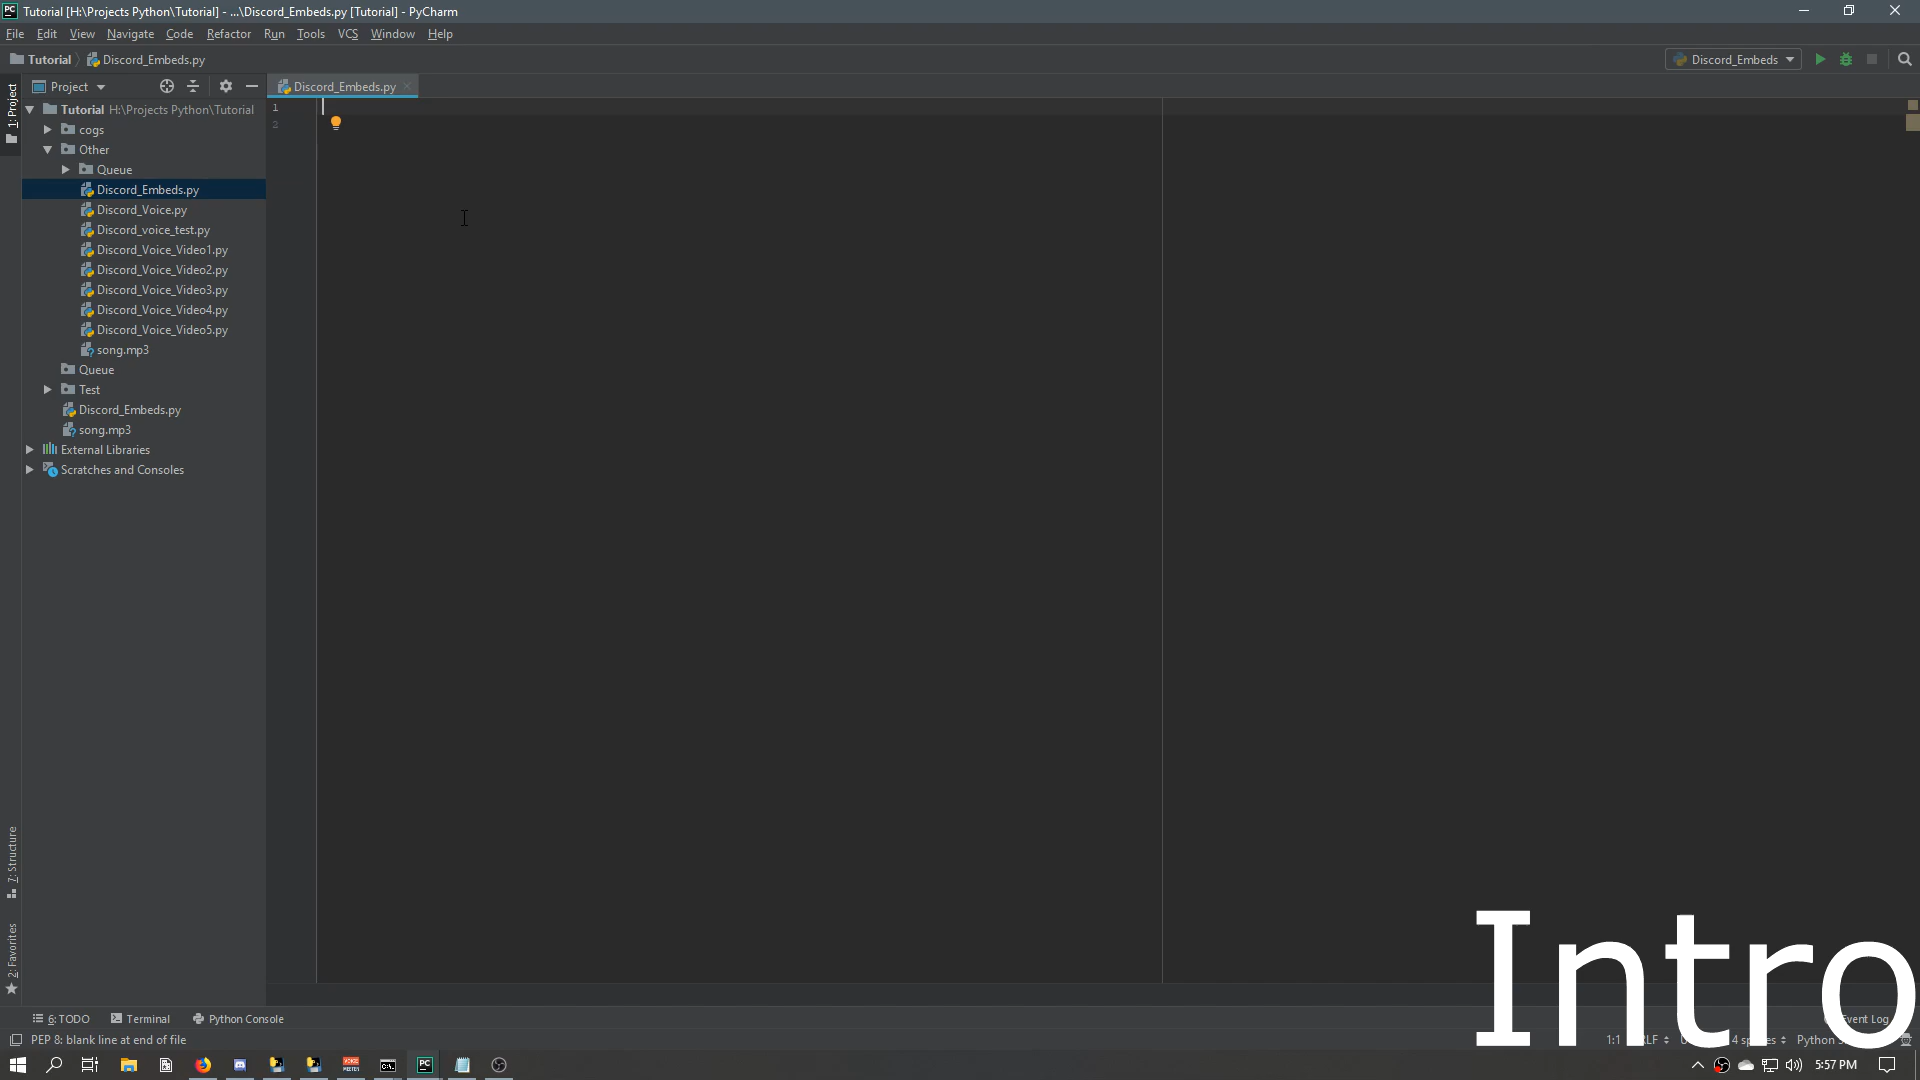 Tutorial [H:\Projects Python\Tutorial] - ...\Discord_Embeds.py [Tutorial] - PyCharm
File Edit View Navigate Code Refactor Run Tools VCS Window Help
Tutorial Discord_Embeds.py Discord_Embeds
Project Discord_Embeds.py
1: Project
Tutorial H:\Projects Python\Tutorial
cogs
Other
Queue
Discord_Embeds.py
Discord_Voice.py
Discord_voice_test.py
Discord_Voice_Video1.py
Discord_Voice_Video2.py
Discord_Voice_Video3.py
Discord_Voice_Video4.py
Discord_Voice_Video5.py
song.mp3
Queue
Test
Discord_Embeds.py
song.mp3
External Libraries
Scratches and Consoles
1
2
7: Structure
2: Favorites
Intro
6: TODO Terminal Python Console Event Log
PEP 8: blank line at end of file 1:1 4 spaces Python
5:57 PM